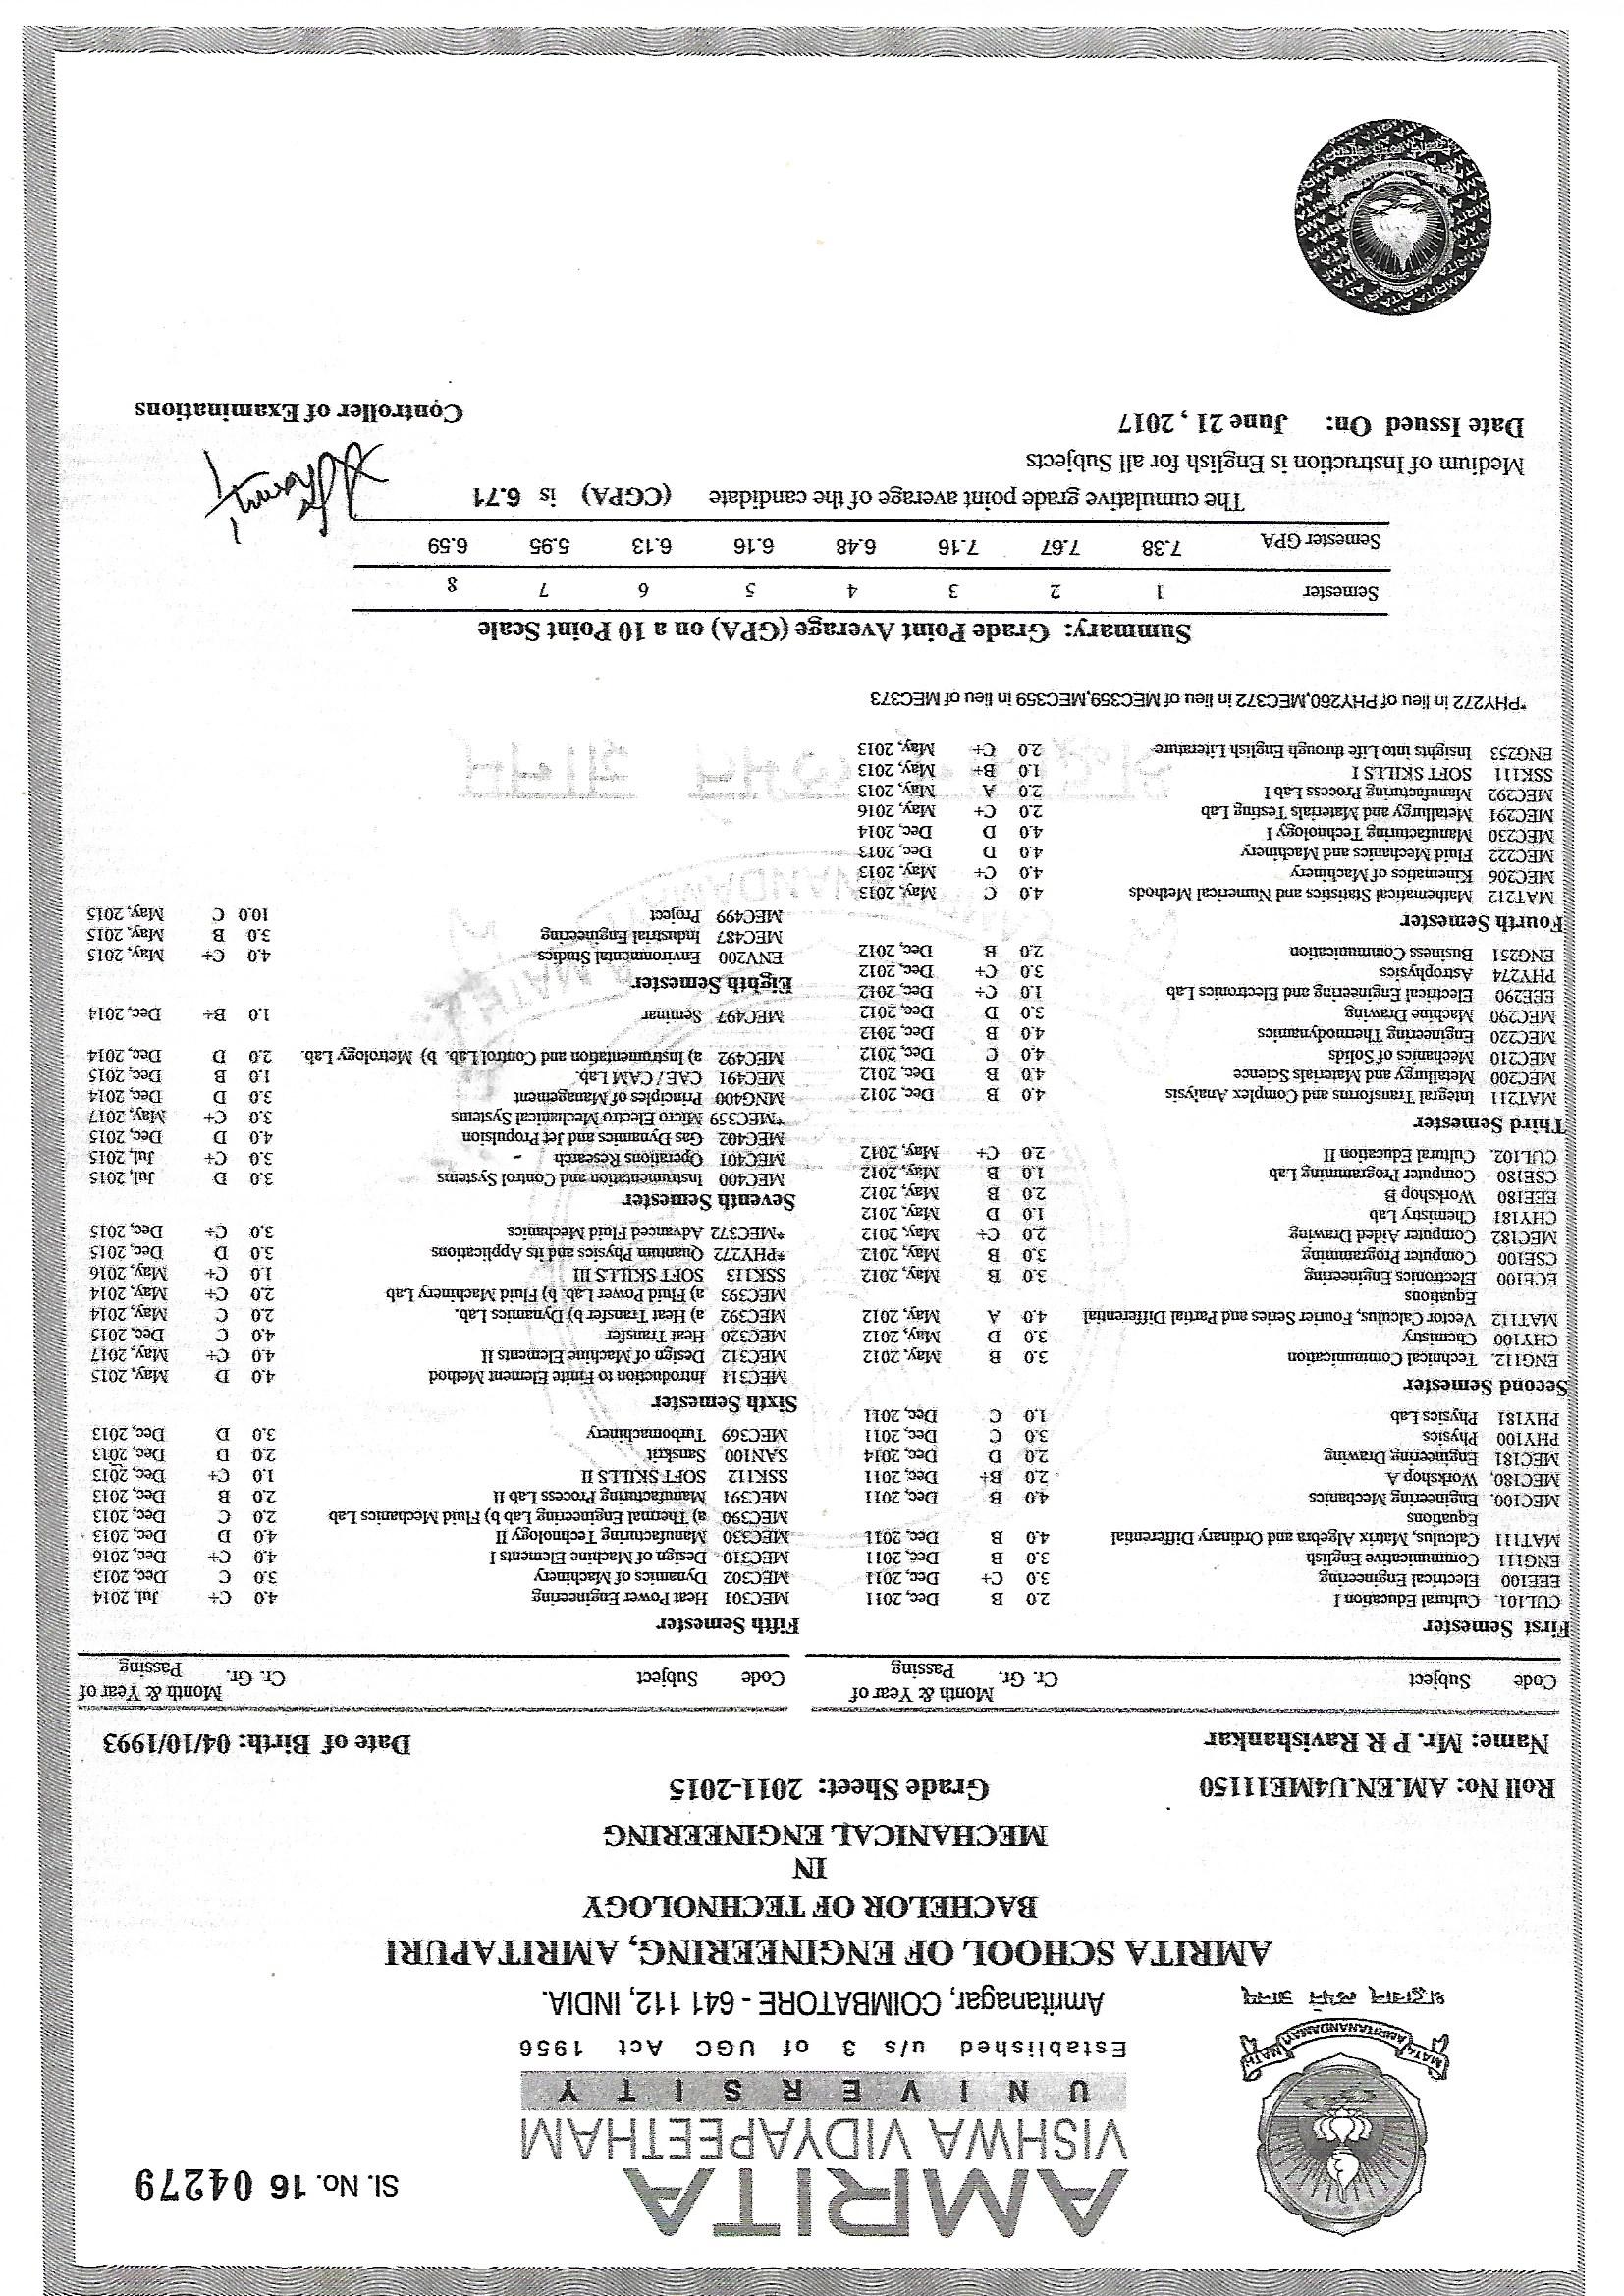 AMRITA
VISHWA VIDYAPEETHAM
UNIVERSITY
Established u/s 3 of UGC Act 1956
Amritanagar, COIMBATORE - 641 112, INDIA.
Sl. No. 16 04279
MATA AMRITANANDAMAYI MATH
श्रद्धावान् लभते ज्ञानम्
AMRITA SCHOOL OF ENGINEERING, AMRITAPURI
BACHELOR OF TECHNOLOGY
IN
MECHANICAL ENGINEERING
Roll No: AM.EN.U4ME11150
Grade Sheet: 2011-2015
Name: Mr. P R Ravishankar
Date of Birth: 04/10/1993
Code Subject Cr. Gr. Month & Year of Passing
First Semester
CUL101. Cultural Education I 2.0 B Dec, 2011
EEE100 Electrical Engineering 3.0 C+ Dec, 2011
ENG111 Communicative English 3.0 B Dec, 2011
MAT111 Calculus, Matrix Algebra and Ordinary Differential 4.0 B Dec, 2011
Equations
MEC100. Engineering Mechanics 4.0 B Dec, 2011
MEC180, Workshop A 2.0 B+ Dec, 2011
MEC181 Engineering Drawing 2.0 D Dec, 2014
PHY100 Physics 3.0 C Dec, 2011
PHY181 Physics Lab 1.0 C Dec, 2011
Second Semester
ENG112. Technical Communication 3.0 B May, 2012
CHY100 Chemistry 3.0 D May, 2012
MAT112 Vector Calculus, Fourier Series and Partial Differential 4.0 A May, 2012
Equations
ECE100 Electronics Engineering 3.0 B May, 2012
CSE100 Computer Programming 3.0 B May, 2012
MEC182 Computer Aided Drawing 2.0 C+ May, 2012
CHY181 Chemistry Lab 1.0 D May, 2012
EEE180 Workshop B 2.0 B May, 2012
CSE180 Computer Programming Lab 1.0 B May, 2012
CUL102. Cultural Education II 2.0 C+ May, 2012
Third Semester
MAT211 Integral Transforms and Complex Analysis 4.0 B Dec, 2012
MEC200 Metallurgy and Materials Science 4.0 B Dec, 2012
MEC210 Mechanics of Solids 4.0 C Dec, 2012
MEC220 Engineering Thermodynamics 4.0 B Dec, 2012
MEC290 Machine Drawing 3.0 D Dec, 2012
EEE290 Electrical Engineering and Electronics Lab 1.0 C+ Dec, 2012
PHY274 Astrophysics 3.0 C+ Dec, 2012
ENG251 Business Communication 2.0 B Dec, 2012
Fourth Semester
MAT212 Mathematical Statistics and Numerical Methods 4.0 C May, 2013
MEC206 Kinematics of Machinery 4.0 C+ May, 2013
MEC222 Fluid Mechanics and Machinery 4.0 D Dec, 2013
MEC230 Manufacturing Technology I 4.0 D Dec, 2014
MEC291 Metallurgy and Materials Testing Lab 2.0 C+ May, 2016
MEC292 Manufacturing Process Lab I 2.0 A May, 2013
SSK111 SOFT SKILLS I 1.0 B+ May, 2013
ENG253 Insights into Life through English Literature 2.0 C+ May, 2013
Code Subject Cr. Gr. Month & Year of Passing
Fifth Semester
MEC301 Heat Power Engineering 4.0 C+ Jul, 2014
MEC302 Dynamics of Machinery 3.0 C Dec, 2013
MEC310 Design of Machine Elements I 4.0 C+ Dec, 2016
MEC330 Manufacturing Technology II 4.0 D Dec, 2013
MEC390 a) Thermal Engineering Lab b) Fluid Mechanics Lab 2.0 C Dec, 2013
MEC391 Manufacturing Process Lab II 2.0 B Dec, 2013
SSK112 SOFT SKILLS II 1.0 C+ Dec, 2013
SAN100 Sanskrit 2.0 D Dec, 2013
MEC369 Turbomachinery 3.0 D Dec, 2013
Sixth Semester
MEC311 Introduction to Finite Element Method 4.0 D May, 2015
MEC312 Design of Machine Elements II 4.0 C+ May, 2017
MEC320 Heat Transfer 4.0 C Dec, 2015
MEC392 a) Heat Transfer b) Dynamics Lab. 2.0 C May, 2014
MEC393 a) Fluid Power Lab. b) Fluid Machinery Lab 2.0 C+ May, 2014
SSK113 SOFT SKILLS III 1.0 C+ May, 2016
*PHY272 Quantum Physics and its Applications 3.0 D Dec, 2015
*MEC372 Advanced Fluid Mechanics 3.0 C+ Dec, 2015
Seventh Semester
MEC400 Instrumentation and Control Systems 3.0 D Jul, 2015
MEC401 Operations Research 3.0 C+ Jul, 2015
MEC402 Gas Dynamics and Jet Propulsion 4.0 D Dec, 2015
*MEC359 Micro Electro Mechanical Systems 3.0 C+ May, 2017
MNG400 Principles of Management 3.0 D Dec, 2014
MEC491 CAE / CAM Lab. 1.0 B Dec, 2015
MEC492 a) Instrumentation and Control Lab. b) Metrology Lab. 2.0 D Dec, 2014
MEC497 Seminar 1.0 B+ Dec, 2014
Eighth Semester
ENV200 Environmental Studies 4.0 C+ May, 2015
MEC487 Industrial Engineering 3.0 B May, 2015
MEC499 Project 10.0 C May, 2015
*PHY272 in lieu of PHY260,MEC372 in lieu of MEC359,MEC359 in lieu of MEC373
Summary: Grade Point Average (GPA) on a 10 Point Scale
Semester 1 2 3 4 5 6 7 8
Semester GPA 7.38 7.67 7.16 6.48 6.16 6.13 5.95 6.59
The cumulative grade point average of the candidate (CGPA) is 6.71
Medium of Instruction is English for all Subjects
Date Issued On: June 21 , 2017
Controller of Examinations